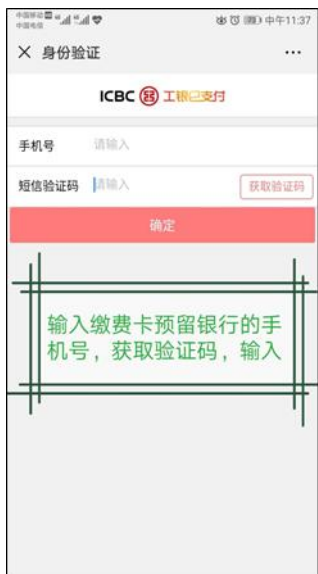 中国移动 HD 46 46
中国电信
中午11:37
身份验证
ICBC 工银e支付
手机号 请输入
短信验证码 请输入 获取验证码
确定
输入缴费卡预留银行的手
机号，获取验证码，输入